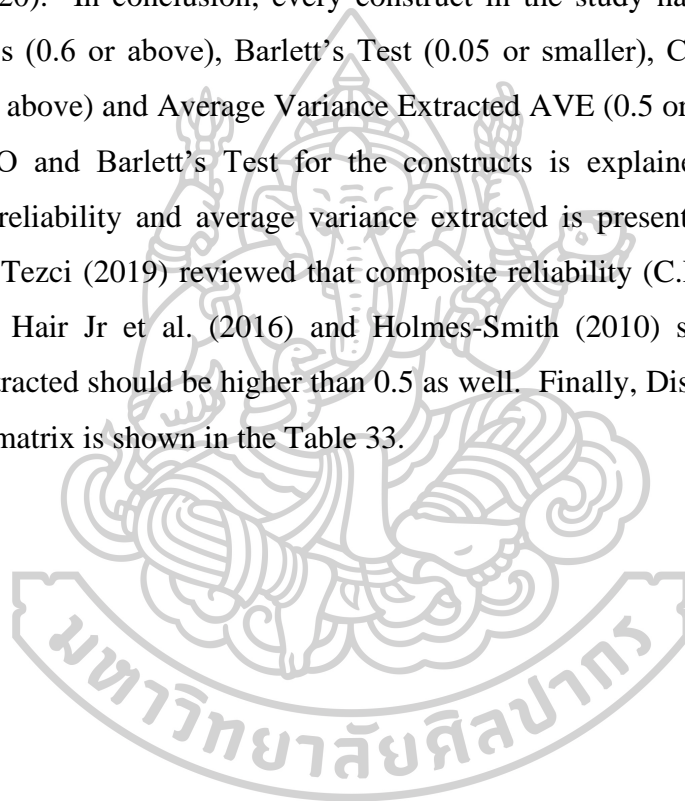 20). In conclusion, every construct in the study ha
s (0.6 or above), Barlett’s Test (0.05 or smaller), C
above) and Average Variance Extracted AVE (0.5 or
O and Barlett’s Test for the constructs is explaine
reliability and average variance extracted is present
Tezci (2019) reviewed that composite reliability (C.
Hair Jr et al. (2016) and Holmes-Smith (2010) s
tracted should be higher than 0.5 as well. Finally, Dis
matrix is shown in the Table 33.
มหาวิทยาลัยศิลปากร